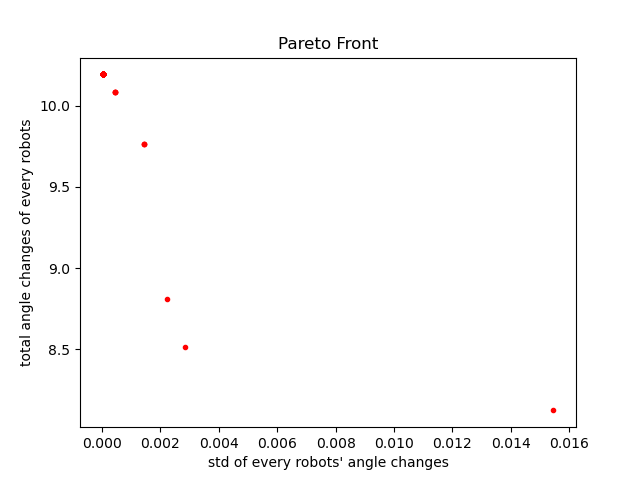 Pareto Front
total angle changes of every robots
10.0
9.5
9.0
8.5
0.000 0.002 0.004 0.006 0.008 0.010 0.012 0.014 0.016
std of every robots' angle changes